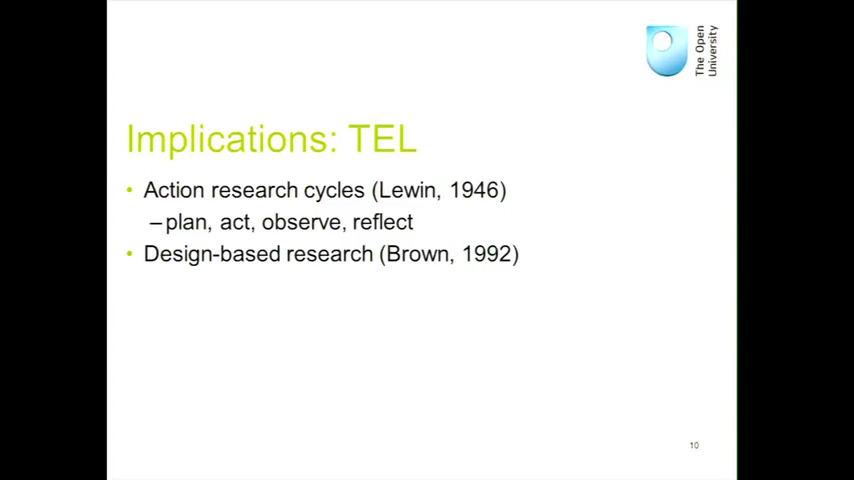 The Open
University
Implications: TEL
• Action research cycles (Lewin, 1946)
– plan, act, observe, reflect
• Design-based research (Brown, 1992)
10